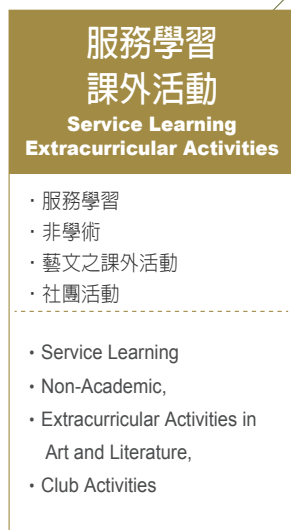 服務學習
課外活動
Service Learning
Extracurricular Activities
・服務學習
・非學術
・藝文之課外活動
・社團活動
・Service Learning
・Non-Academic,
・Extracurricular Activities in
Art and Literature,
・Club Activities